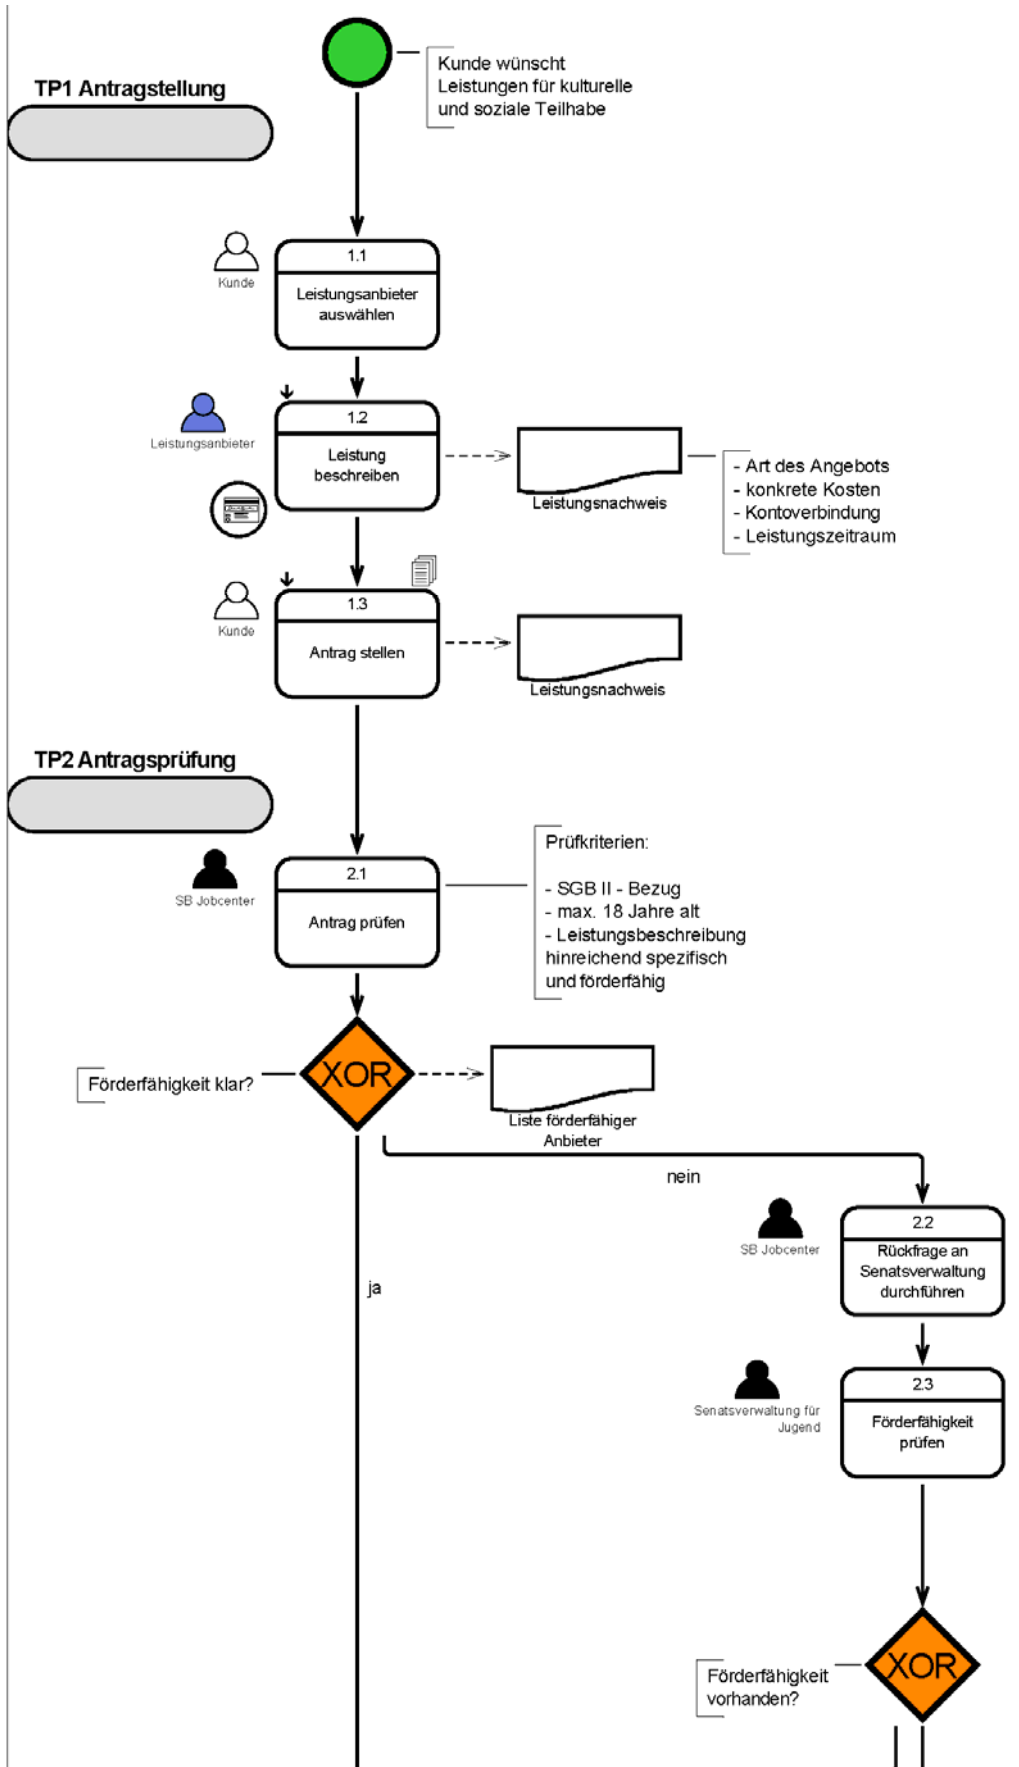 Kunde wünscht
Leistungen für kulturelle
und soziale Teilhabe
TP1 Antragstellung
1.1
Kunde
Leistungsanbieter
auswählen
1.2
Leistungsanbieter
Leistung
beschreiben
Leistungsnachweis
- Art des Angebots
- konkrete Kosten
- Kontoverbindung
- Leistungszeitraum
1.3
Kunde
Antrag stellen
Leistungsnachweis
TP2 Antragsprüfung
2.1
SB Jobcenter
Antrag prüfen
Prüfkriterien:
- SGB II - Bezug
- max. 18 Jahre alt
- Leistungsbeschreibung
hinreichend spezifisch
und förderfähig
Förderfähigkeit klar?
XOR
Liste förderfähiger
Anbieter
nein
ja
2.2
SB Jobcenter
Rückfrage an
Senatsverwaltung
durchführen
2.3
Senatsverwaltung für
Jugend
Förderfähigkeit
prüfen
XOR
Förderfähigkeit
vorhanden?